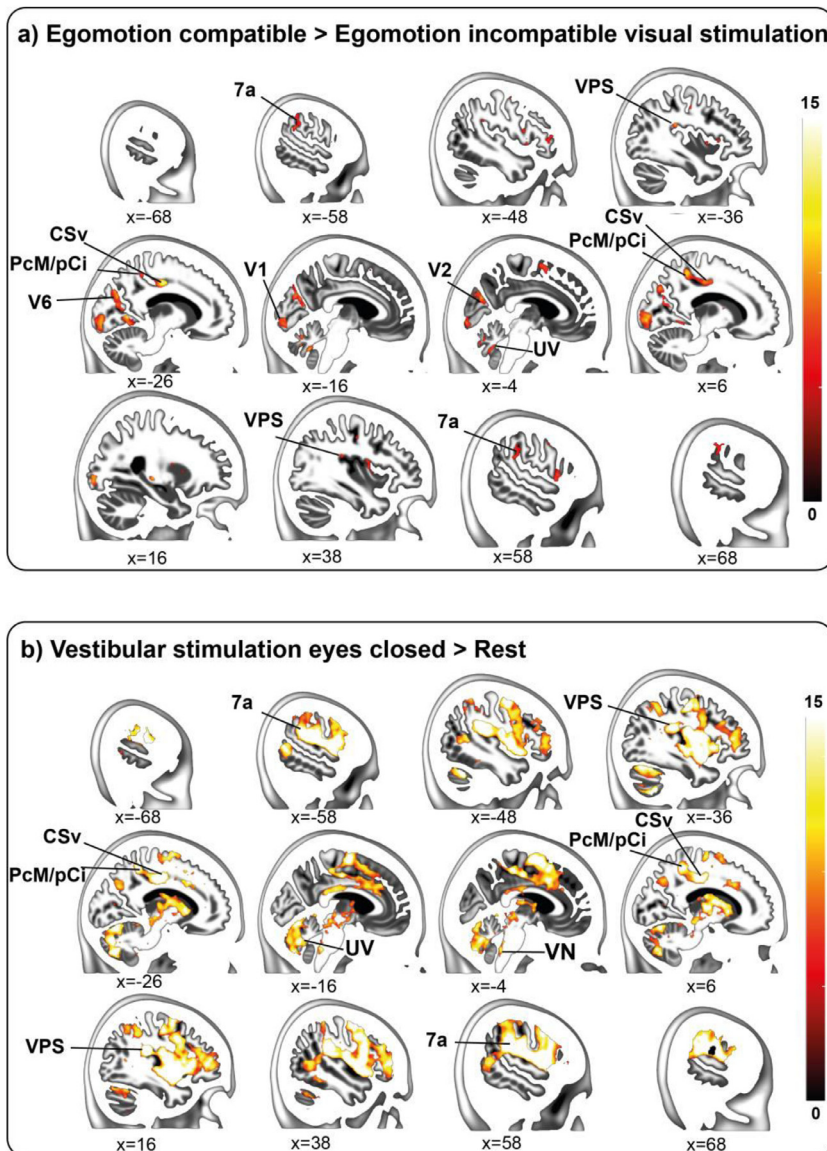 a) Egomotion compatible > Egomotion incompatible visual stimulation
7a
VPS
15
x=-68
x=-58
x=-48
x=-36
CSv
PcM/pCi
V6
V1
V2
UV
CSv
PcM/pCi
x=-26
x=-16
x=-4
x=6
VPS
7a
0
x=16
x=38
x=58
x=68
b) Vestibular stimulation eyes closed > Rest
7a
VPS
15
x=-68
x=-58
x=-48
x=-36
CSv
PcM/pCi
UV
VN
CSv
PcM/pCi
x=-26
x=-16
x=-4
x=6
VPS
7a
0
x=16
x=38
x=58
x=68